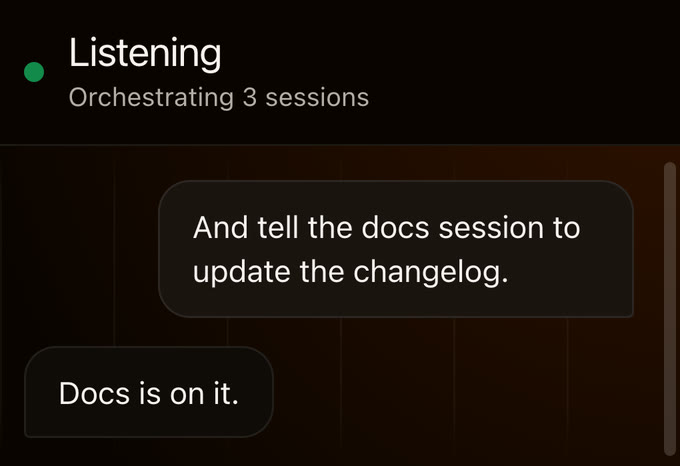 Listening
Orchestrating 3 sessions
And tell the docs session to
update the changelog.
Docs is on it.